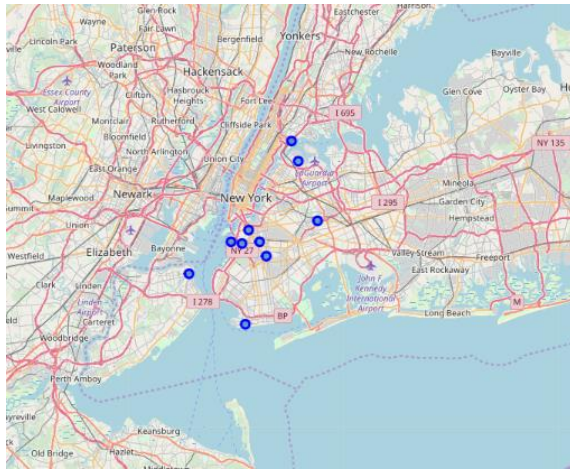 Glen Rock
Harrison
Wayne
Fair Lawn
Yonkers
Eastchester
Lincoln Park
Paterson
Bergenfield
New Rochelle
Bayville
Woodland
Park
Hackensack
Essex County
Airport
Clifton
Hasbrouck
Heights
Fort Lee
Glen Cove
Oyster Bay
West Caldwell
Montclair
Rutherford
Cliffside Park
I 695
Livingston
Bloomfield
North Arlington
LaGuardia
Airport
NY 135
East Orange
Union City
Newark
New York
Mineola
Maplewood
I 295
Garden
City
Summit
Union
Hempstead
Elizabeth
Bayonne
NY 27
Valley Stream
Freeport
Westfield
East Rockaway
Clark
Linden
John F.
Kennedy
International
Airport
Linden
Airport
I 278
Carteret
BP
Long Beach
M
Woodbridge
Perth Amboy
Sayreville
Keansburg
Old Bridge
Hazlet
Middletown